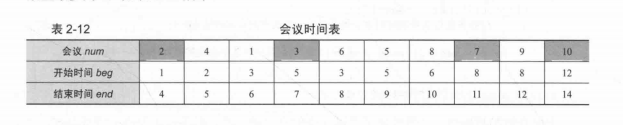 表 2-12 会议时间表
会议 num 2 4 1 3 6 5 8 7 9 10
开始时间 beg 1 2 3 5 3 5 6 8 8 12
结束时间 end 4 5 6 7 8 9 10 11 12 14